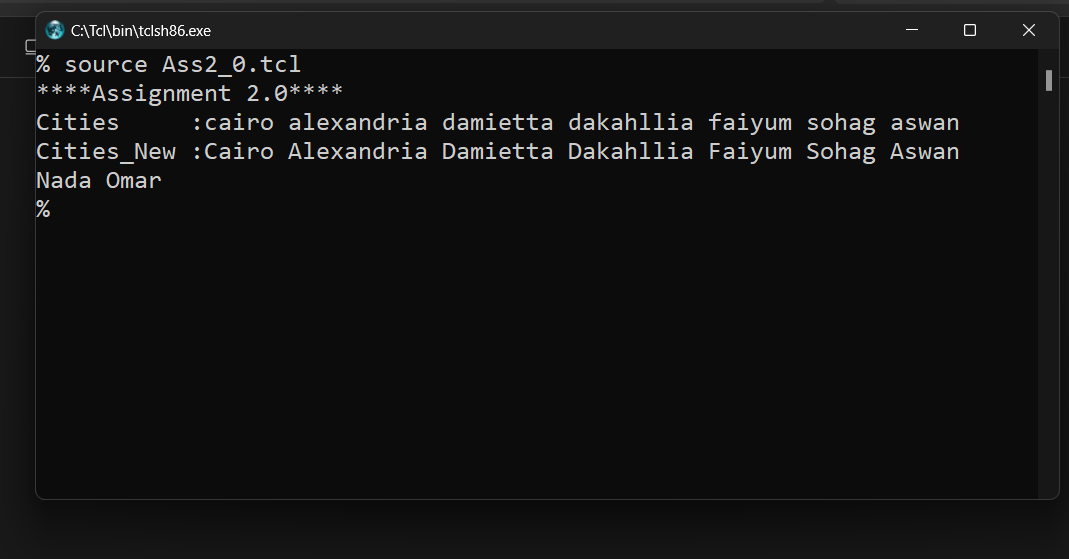 C:\Tcl\bin\tclsh86.exe
% source Ass2_0.tcl
****Assignment 2.0****
Cities     :cairo alexandria damietta dakahllia faiyum sohag aswan
Cities_New :Cairo Alexandria Damietta Dakahllia Faiyum Sohag Aswan
Nada Omar
%